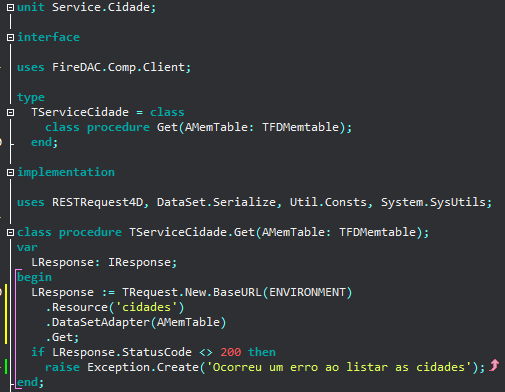 unit Service.Cidade;
interface
uses FireDAC.Comp.Client;
type
TServiceCidade = class
class procedure Get(AMemTable: TFDMemtable);
end;
implementation
uses RESTRequest4D, DataSet.Serialize, Util.Consts, System.SysUtils;
class procedure TServiceCidade.Get(AMemTable: TFDMemtable);
var
LResponse: IResponse;
begin
LResponse := TRequest.New.BaseURL(ENVIRONMENT)
.Resource('cidades')
.DataSetAdapter(AMemTable)
.Get;
if LResponse.StatusCode <> 200 then
raise Exception.Create('Ocorreu um erro ao listar as cidades');
end;